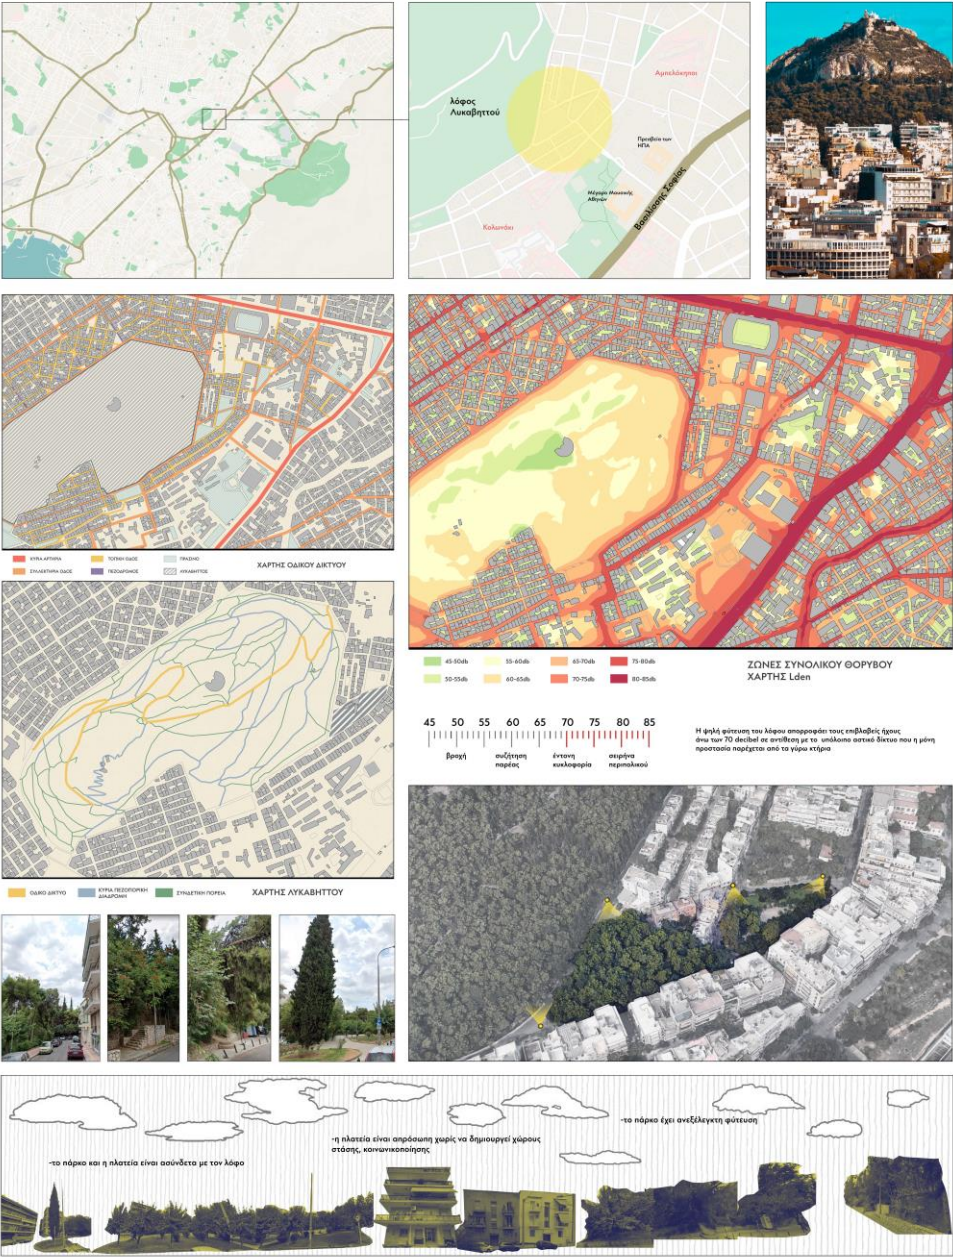 λόφος
Λυκαβηττού
Αμπελόκηποι
Πρεσβεία των
ΗΠΑ
Μέγαρο Μουσικής
Αθηνών
Βασιλίσσης Σοφίας
Κολωνάκι
ΚΥΡΙΑ ΑΡΤΗΡΙΑ
ΤΟΠΙΚΗ ΟΔΟΣ
ΠΡΑΣΙΝΟ
ΣΥΛΛΕΚΤΗΡΙΑ ΟΔΟΣ
ΠΕΖΟΔΡΟΜΟΣ
ΛΥΚΑΒΗΤΤΟΣ
ΧΑΡΤΗΣ ΟΔΙΚΟΥ ΔΙΚΤΥΟΥ
45-50db
55-60db
65-70db
75-80db
50-55db
60-65db
70-75db
80-85db
ΖΩΝΕΣ ΣΥΝΟΛΙΚΟΥ ΘΟΡΥΒΟΥ
ΧΑΡΤΗΣ Lden
45 50 55 60 65 70 75 80 85
βροχή
συζήτηση
παρέας
έντονη
κυκλοφορία
σειρήνα
περιπολικού
Η ψηλή φύτευση του λόφου απορροφάει τους επιβλαβείς ήχους
άνω των 70 decibel σε αντίθεση με το υπόλοιπο αστικό δίκτυο που η μόνη
προστασία παρέχεται από τα γύρω κτήρια
ΟΔΙΚΟ ΔΙΚΤΥΟ
ΚΥΡΙΑ ΠΕΖΟΠΟΡΙΚΗ
ΔΙΑΔΡΟΜΗ
ΣΥΝΔΕΤΙΚΗ ΠΟΡΕΙΑ
ΧΑΡΤΗΣ ΛΥΚΑΒΗΤΤΟΥ
-το πάρκο και η πλατεία είναι ασύνδετα με τον λόφο
-η πλατεία είναι απρόσωπη χωρίς να δημιουργεί χώρους
στάσης, κοινωνικοποίησης
-το πάρκο έχει ανεξέλεγκτη φύτευση